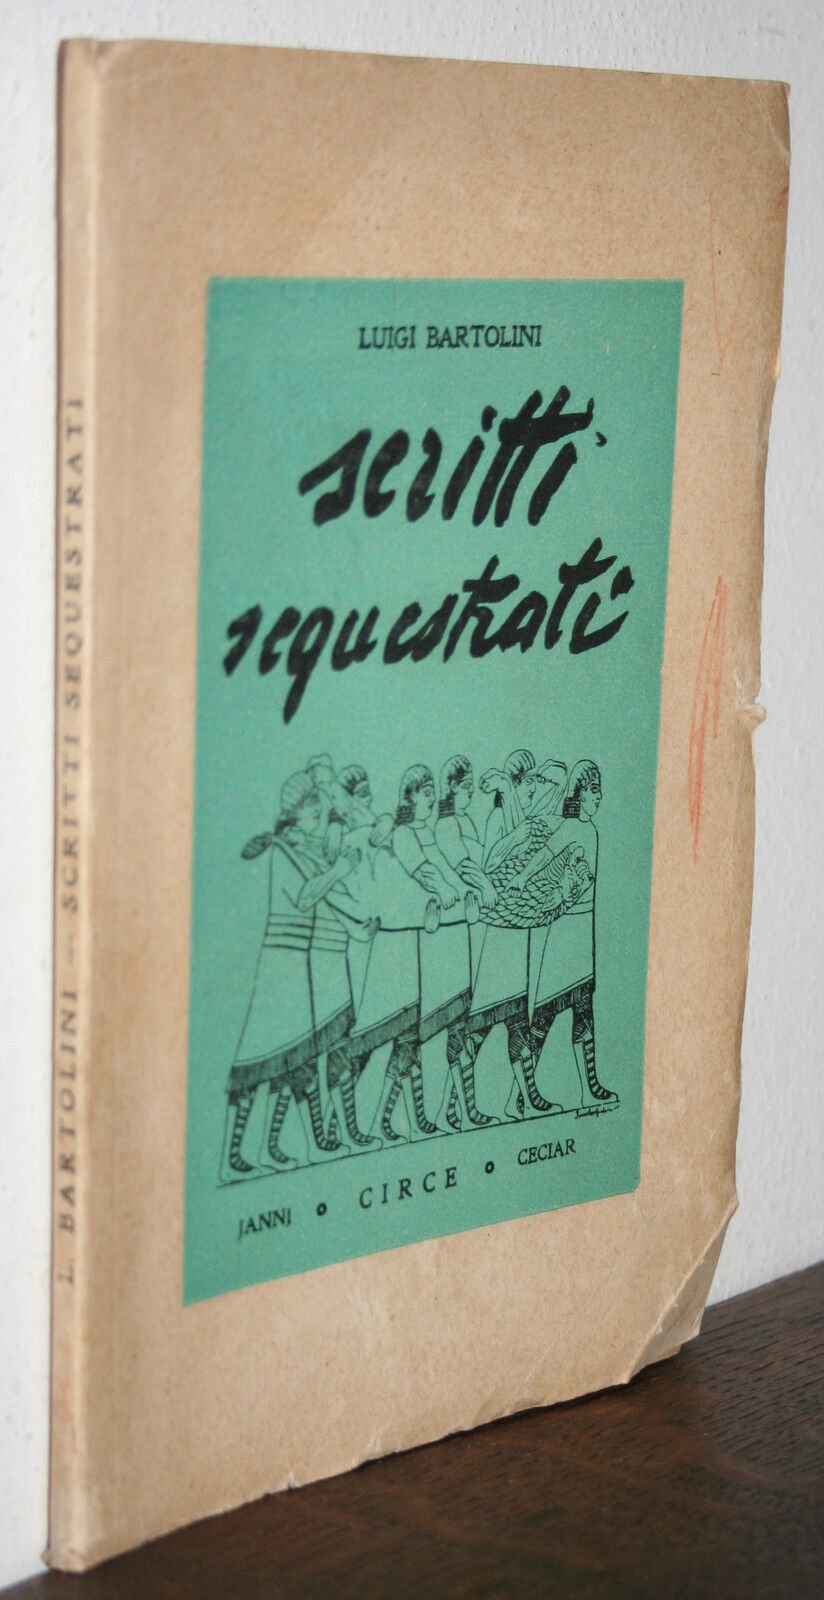 L. BARTOLINI – SCRITTI SEQUESTRATI
LUIGI BARTOLINI
scritti
sequestrati
JANNI o CIRCE o CECIAR